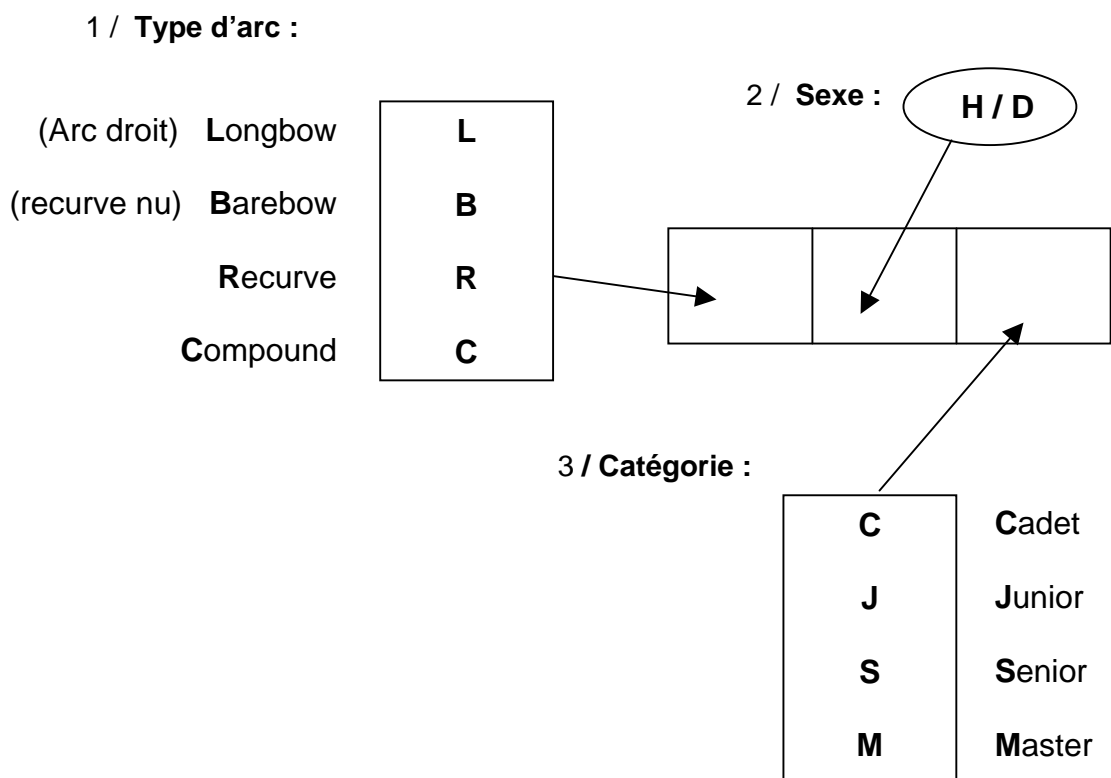 1 / Type d’arc :
2 / Sexe : H / D
(Arc droit) Longbow L
(recurve nu) Barebow B
Recurve R
Compound C
3 / Catégorie :
C Cadet
J Junior
S Senior
M Master